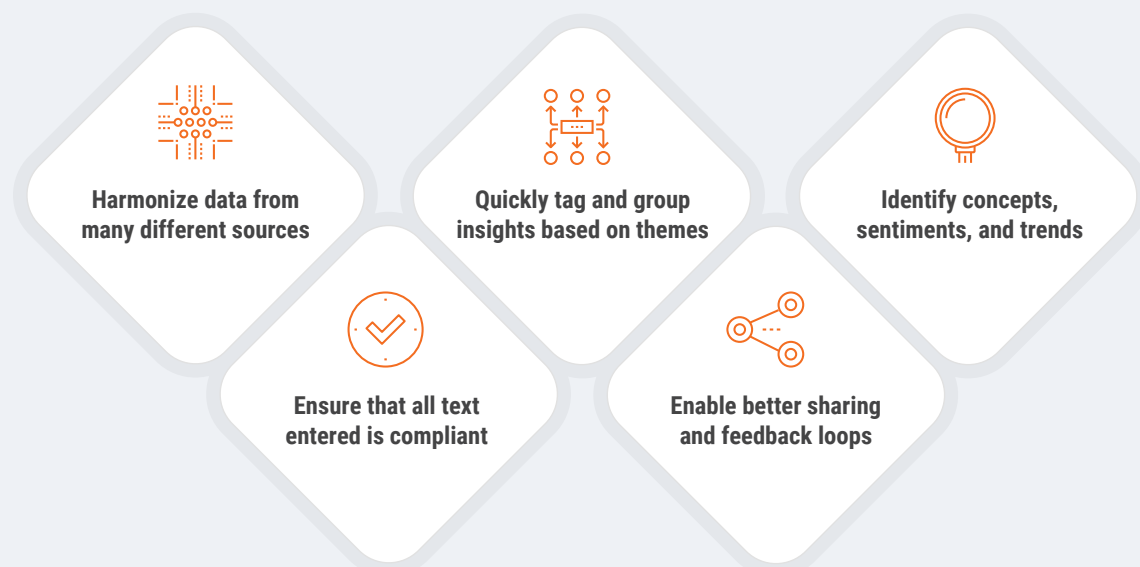 Harmonize data from
many different sources
Quickly tag and group
insights based on themes
Identify concepts,
sentiments, and trends
Ensure that all text
entered is compliant
Enable better sharing
and feedback loops